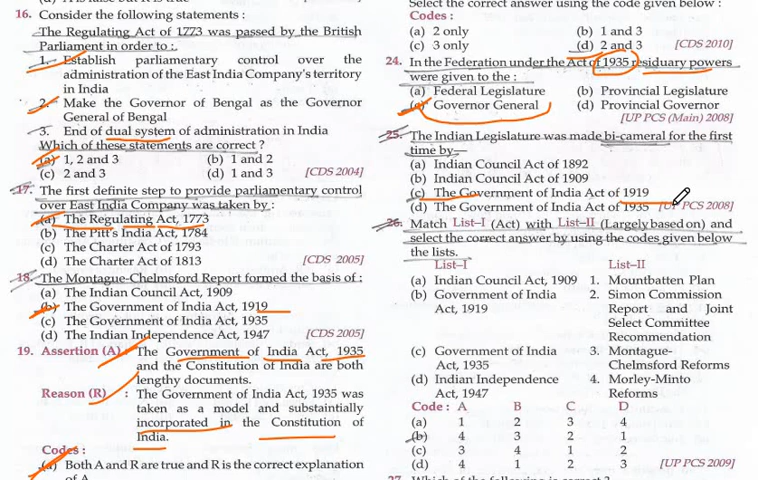 (d) A is false but R is true
16. Consider the following statements :
The Regulating Act of 1773 was passed by the British
Parliament in order to :
1. Establish parliamentary control over the
administration of the East India Company's territory
in India
2. Make the Governor of Bengal as the Governor
General of Bengal
3. End of dual system of administration in India
Which of these statements are correct ?
(a) 1, 2 and 3 (b) 1 and 2
(c) 2 and 3 (d) 1 and 3
[CDS 2004]
17. The first definite step to provide parliamentary control
over East India Company was taken by :
(a) The Regulating Act, 1773
(b) The Pitt's India Act, 1784
(c) The Charter Act of 1793
(d) The Charter Act of 1813 [CDS 2005]
18. The Montague-Chelmsford Report formed the basis of :
(a) The Indian Council Act, 1909
(b) The Government of India Act, 1919
(c) The Government of India Act, 1935
(d) The Indian Independence Act, 1947 [CDS 2005]
19. Assertion (A) : The Government of India Act, 1935
and the Constitution of India are both
lengthy documents.
Reason (R) : The Government of India Act, 1935 was
taken as a model and substaintially
incorporated in the Constitution of
India.
Codes :
(a) Both A and R are true and R is the correct explanation
of A
Select the correct answer using the code given below :
Codes :
(a) 2 only (b) 1 and 3
(c) 3 only (d) 2 and 3 [CDS 2010]
24. In the Federation under the Act of 1935 residuary powers
were given to the :
(a) Federal Legislature (b) Provincial Legislature
(c) Governor General (d) Provincial Governor
[UP PCS (Main) 2008]
25. The Indian Legislature was made bi-cameral for the first
time by—
(a) Indian Council Act of 1892
(b) Indian Council Act of 1909
(c) The Government of India Act of 1919
(d) The Government of India Act of 1935 [UP PCS 2008]
26. Match List–I (Act) with List–II (Largely based on) and
select the correct answer by using the codes given below
the lists.
List–I List–II
(a) Indian Council Act, 1909 1. Mountbatten Plan
(b) Government of India 2. Simon Commission
Act, 1919 Report and Joint
Select Committee
Recommendation
(c) Government of India 3. Montague-
Act, 1935 Chelmsford Reforms
(d) Indian Independence 4. Morley-Minto
Act, 1947 Reforms
Code : A B C D
(a) 1 2 3 4
(b) 4 3 2 1
(c) 3 4 1 2
(d) 4 1 2 3 [UP PCS 2009]
27. Which of the following is correct ?